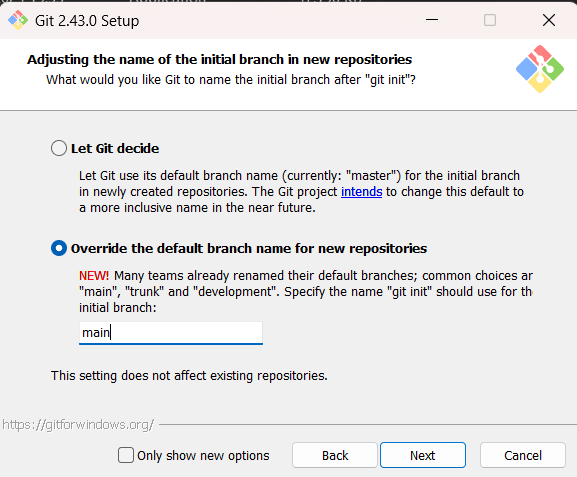 Git 2.43.0 Setup
Adjusting the name of the initial branch in new repositories
What would you like Git to name the initial branch after "git init"?
Let Git decide
Let Git use its default branch name (currently: "master") for the initial branch
in newly created repositories. The Git project intends to change this default to
a more inclusive name in the near future.
Override the default branch name for new repositories
NEW! Many teams already renamed their default branches; common choices ar
"main", "trunk" and "development". Specify the name "git init" should use for the
initial branch:
main
This setting does not affect existing repositories.
https://gitforwindows.org/
Only show new options
Back
Next
Cancel